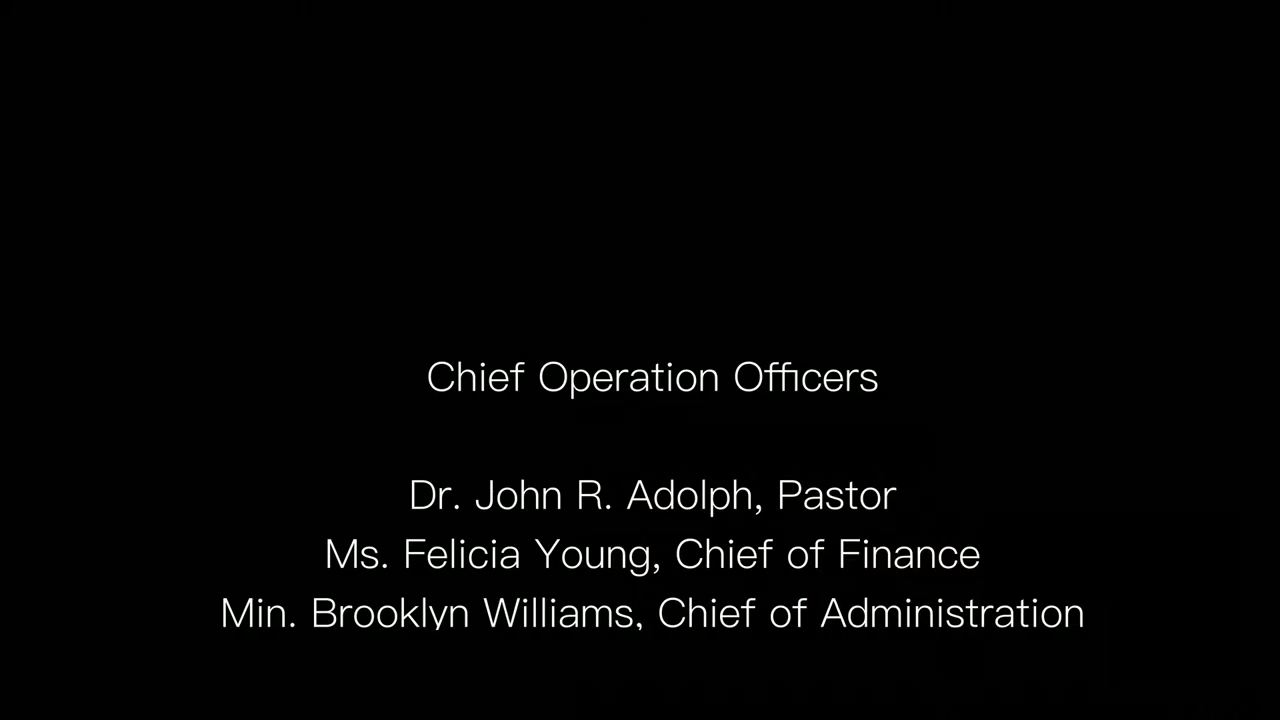 Chief Operation Officers
Dr. John R. Adolph, Pastor
Ms. Felicia Young, Chief of Finance
Min. Brooklyn Williams, Chief of Administration